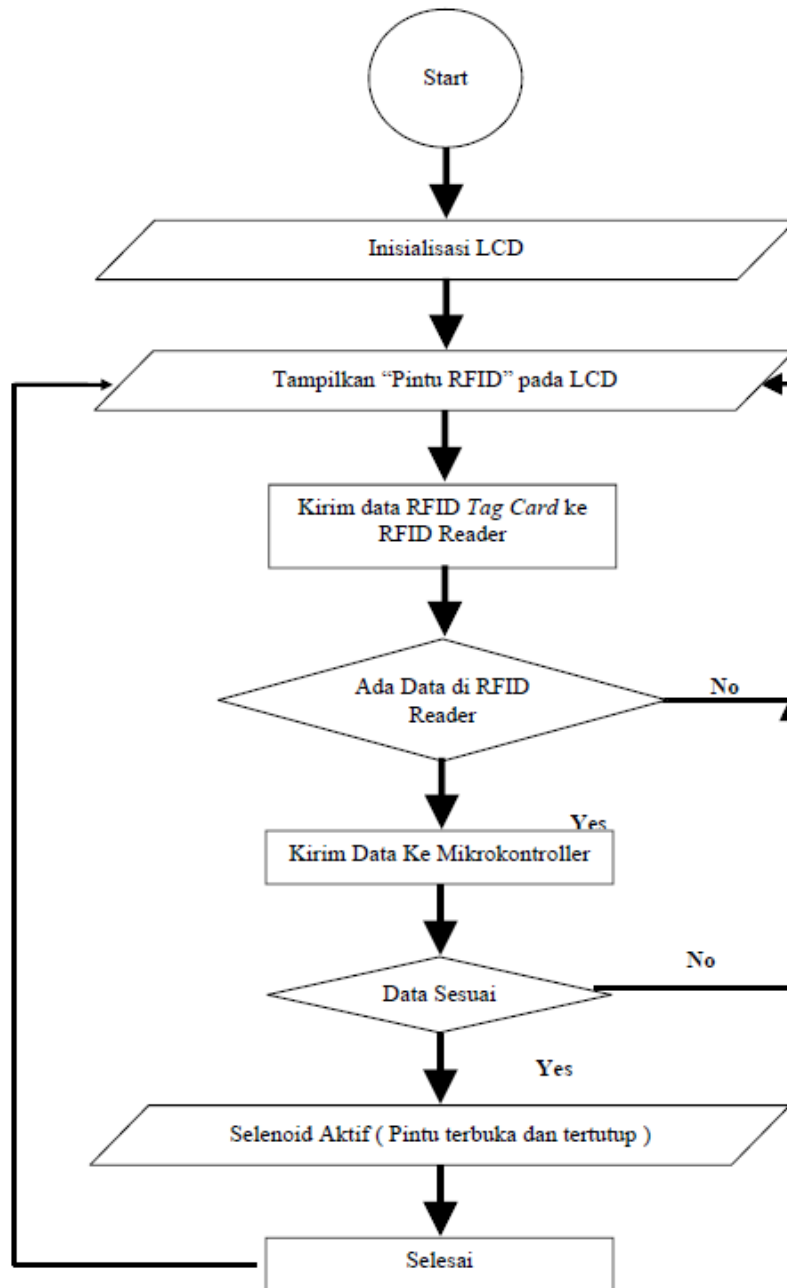 Start
Inisialisasi LCD
Tampilkan “Pintu RFID” pada LCD
Kirim data RFID Tag Card ke
RFID Reader
Ada Data di RFID
Reader
No
Yes
Kirim Data Ke Mikrokontroller
Data Sesuai
No
Yes
Selenoid Aktif ( Pintu terbuka dan tertutup )
Selesai